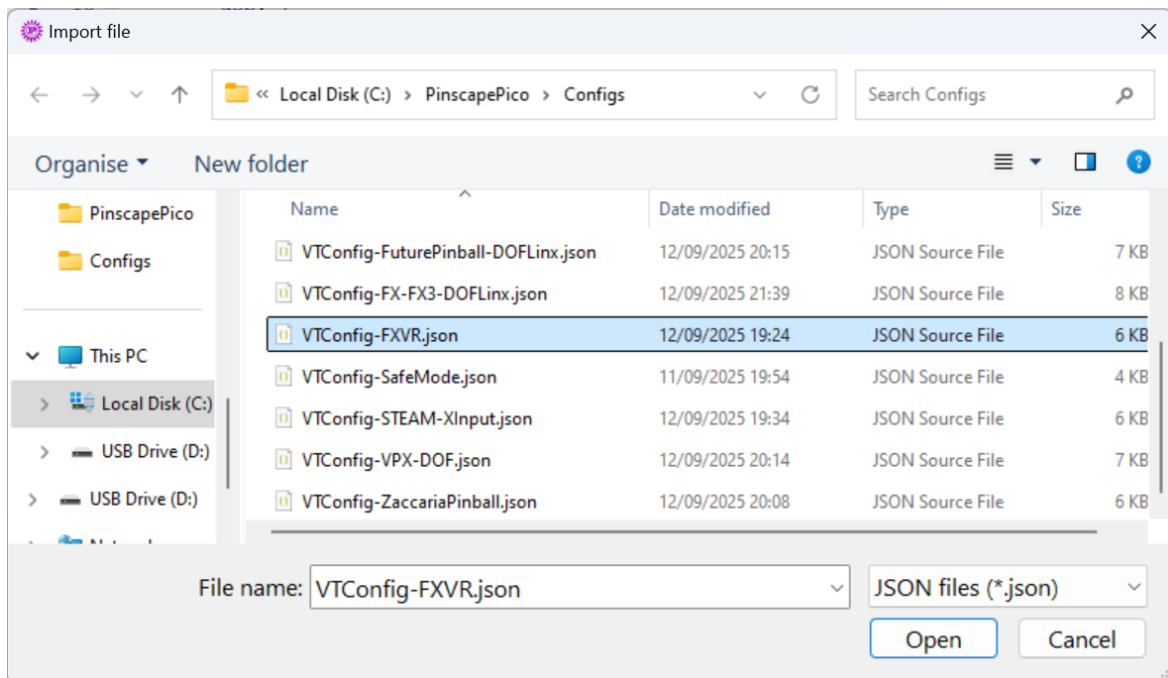 Import file
« Local Disk (C:) › PinscapePico › Configs
Search Configs
Organise
New folder
PinscapePico
Configs
This PC
Local Disk (C:)
USB Drive (D:)
USB Drive (D:)
Name Date modified Type Size
VTConfig-FuturePinball-DOFLinx.json 12/09/2025 20:15 JSON Source File 7 KB
VTConfig-FX-FX3-DOFLinx.json 12/09/2025 21:39 JSON Source File 8 KB
VTConfig-FXVR.json 12/09/2025 19:24 JSON Source File 6 KB
VTConfig-SafeMode.json 11/09/2025 19:54 JSON Source File 4 KB
VTConfig-STEAM-XInput.json 12/09/2025 19:34 JSON Source File 6 KB
VTConfig-VPX-DOF.json 12/09/2025 20:14 JSON Source File 7 KB
VTConfig-ZaccariaPinball.json 12/09/2025 20:08 JSON Source File 6 KB
File name: VTConfig-FXVR.json
JSON files (*.json)
Open
Cancel